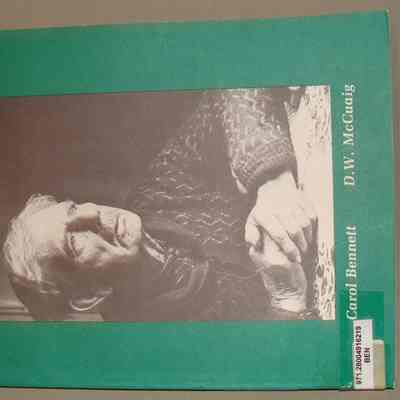 Carol Bennett D.W. McCuaig
971.28004916219
BEN